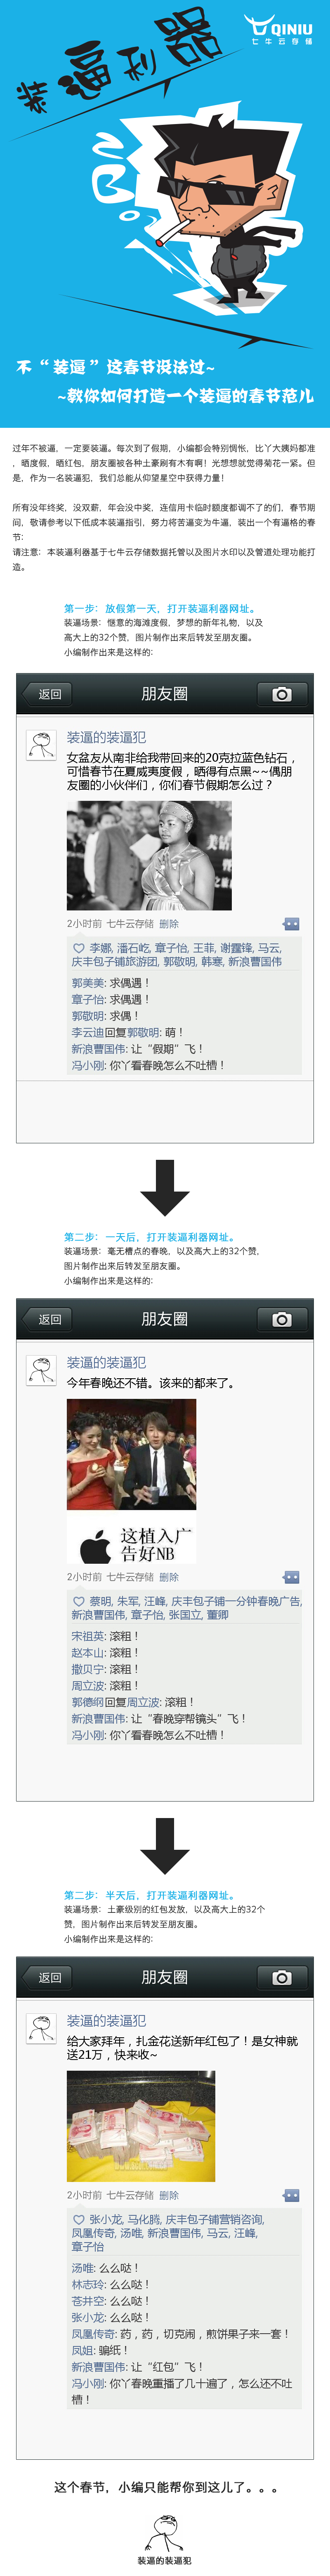 QINIU
七牛云存储
装逼利器
不“装逼”这春节没法过~
~教你如何打造一个装逼的春节范儿
过年不被逼，一定要装逼。每次到了假期，小编都会特别惆怅，比丫大姨妈都准
，晒度假，晒红包，朋友圈被各种土豪刷有木有啊！光想想就觉得菊花一紧。但
是，作为一名装逼犯，我们总能从仰望星空中获得力量！
所有没年终奖，没双薪，年会没中奖，连信用卡临时额度都调不了的们，春节期
间，敬请参考以下低成本装逼指引，努力将苦逼变为牛逼，装出一个有逼格的春
节:
请注意：本装逼利器基于七牛云存储数据托管以及图片水印以及管道处理功能打
造。
第一步：放假第一天，打开装逼利器网址。
装逼场景：惬意的海滩度假，梦想的新年礼物，以及
高大上的32个赞，图片制作出来后转发至朋友圈。
小编制作出来是这样的:
返回
朋友圈
装逼的装逼犯
女盆友从南非给我带回来的20克拉蓝色钻石，
可惜春节在夏威夷度假，晒得有点黑~~偶朋
友圈的小伙伴们，你们春节假期怎么过？
2小时前 七牛云存储 删除
李娜, 潘石屹, 章子怡, 王菲, 谢霆锋, 马云,
庆丰包子铺旅游团, 郭敬明, 韩寒, 新浪曹国伟
郭美美: 求偶遇！
章子怡: 求偶遇！
郭敬明: 求偶！
李云迪回复郭敬明: 萌！
新浪曹国伟: 让“假期”飞！
冯小刚: 你丫看春晚怎么不吐槽！
第二步：一天后，打开装逼利器网址。
装逼场景：毫无槽点的春晚，以及高大上的32个赞，
图片制作出来后转发至朋友圈。
小编制作出来是这样的:
返回
朋友圈
装逼的装逼犯
今年春晚还不错。该来的都来了。
这植入广
告好NB
2小时前 七牛云存储 删除
蔡明, 朱军, 汪峰, 庆丰包子铺一分钟春晚广告,
新浪曹国伟, 章子怡, 张国立, 董卿
宋祖英: 滚粗！
赵本山: 滚粗！
撒贝宁: 滚粗！
周立波: 滚粗！
郭德纲回复周立波: 滚粗！
新浪曹国伟: 让“春晚穿帮镜头”飞！
冯小刚: 你丫看春晚怎么不吐槽！
第二步：半天后，打开装逼利器网址。
装逼场景：土豪级别的红包发放，以及高大上的32个
赞，图片制作出来后转发至朋友圈。
小编制作出来是这样的:
返回
朋友圈
装逼的装逼犯
给大家拜年，扎金花送新年红包了！是女神就
送21万，快来收~
2小时前 七牛云存储 删除
张小龙, 马化腾, 庆丰包子铺营销咨询,
凤凰传奇, 汤唯, 新浪曹国伟, 马云, 汪峰,
章子怡
汤唯: 么么哒！
林志玲: 么么哒！
苍井空: 么么哒！
张小龙: 么么哒！
凤凰传奇: 药，药，切克闹，煎饼果子来一套！
凤姐: 骗纸！
新浪曹国伟: 让“红包”飞！
冯小刚: 你丫春晚重播了几十遍了，怎么还不吐
槽！
这个春节，小编只能帮你到这儿了。。。
装逼的装逼犯